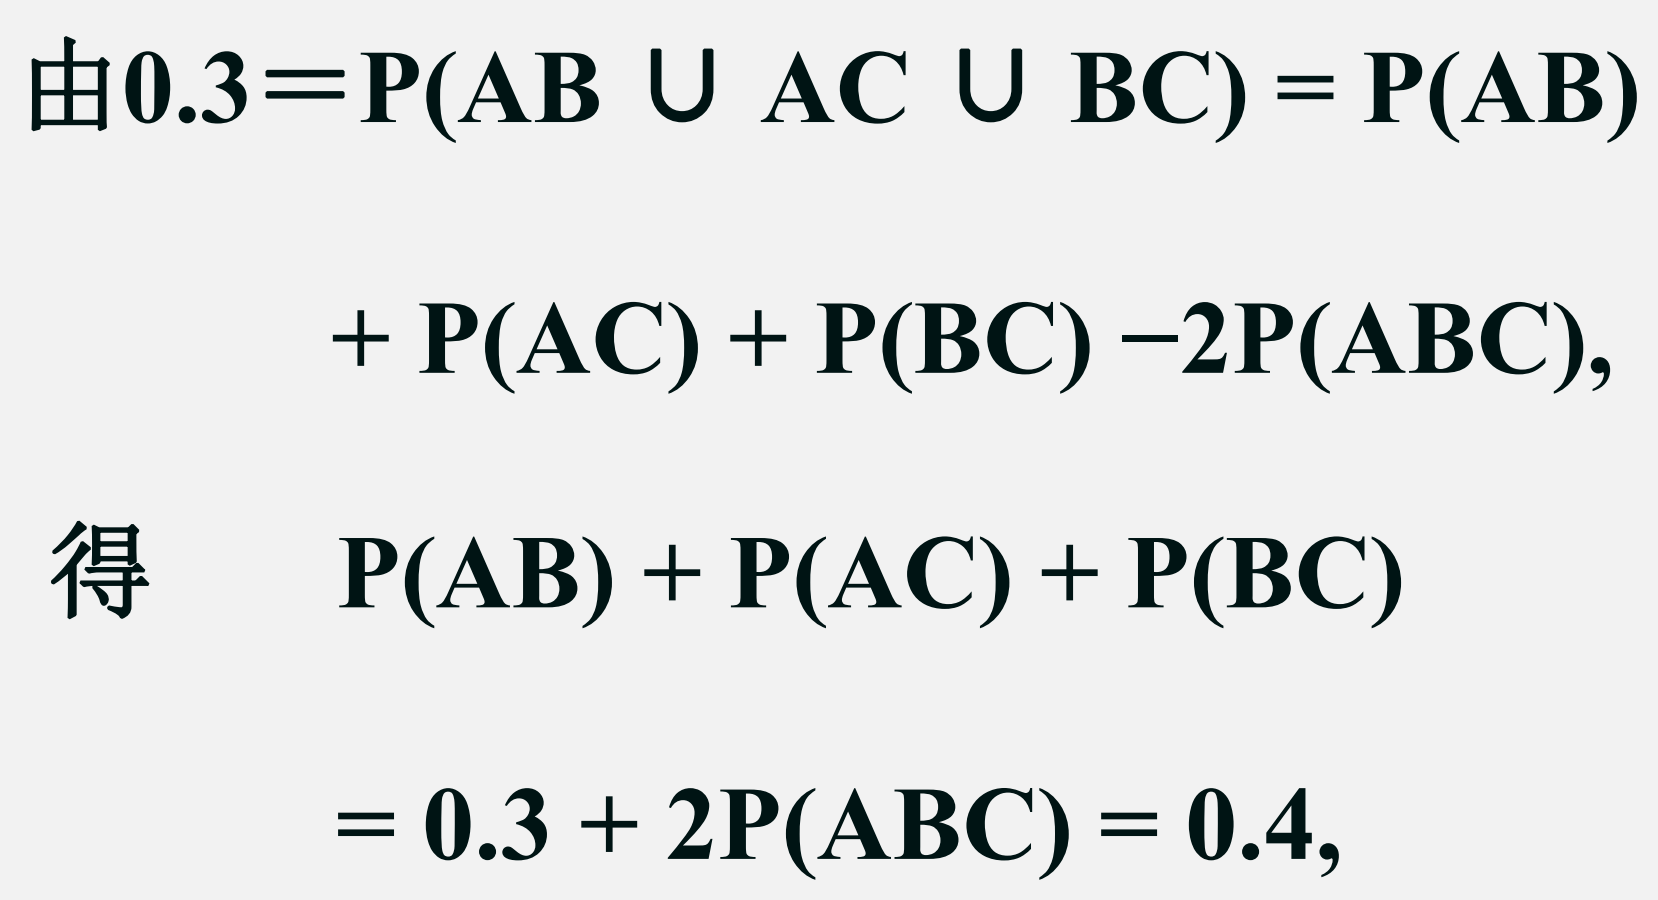 由0.3＝P(AB ∪ AC ∪ BC) = P(AB)
+ P(AC) + P(BC) −2P(ABC),
得 P(AB) + P(AC) + P(BC)
= 0.3 + 2P(ABC) = 0.4,